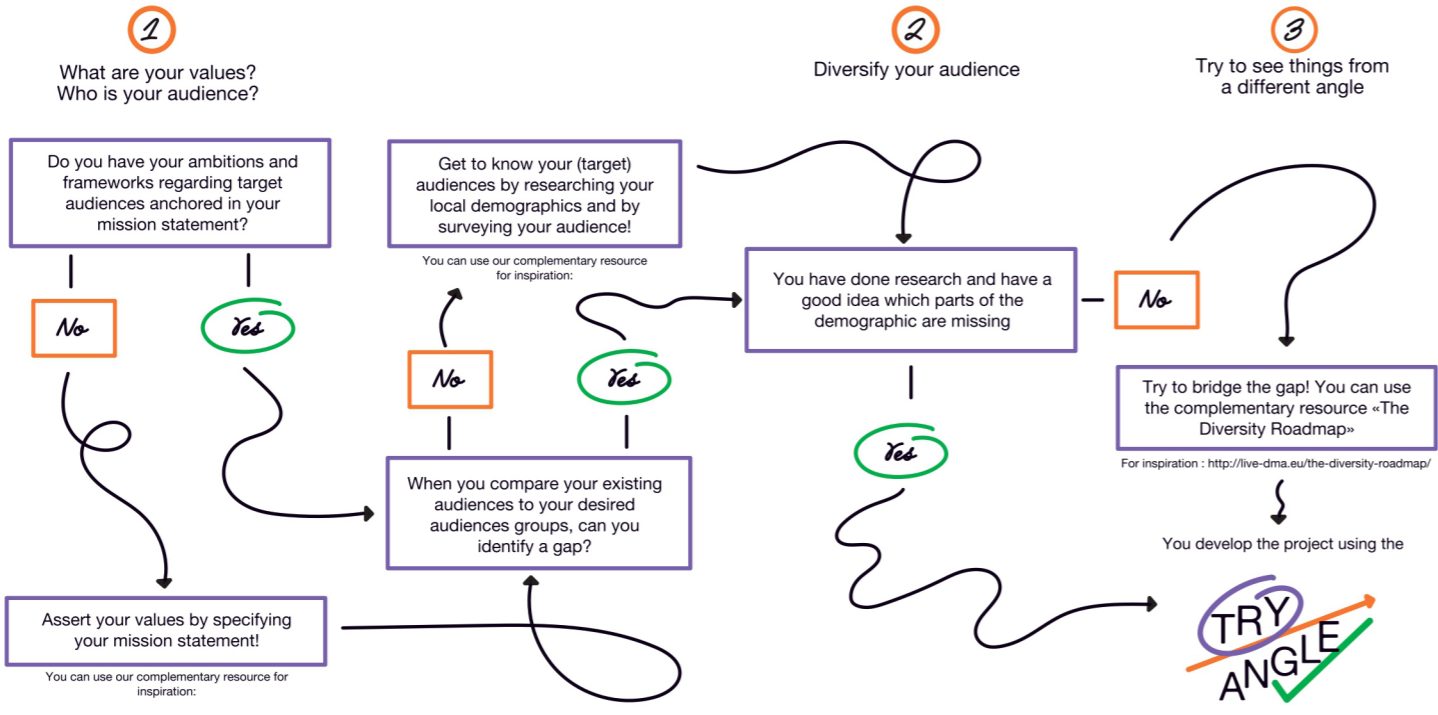 1
What are your values?
Who is your audience?
Do you have your ambitions and
frameworks regarding target
audiences anchored in your
mission statement?
No
Yes
Assert your values by specifying
your mission statement!
You can use our complementary resource for
inspiration:
Get to know your (target)
audiences by researching your
local demographics and by
surveying your audience!
You can use our complementary resource
for inspiration:
No
Yes
When you compare your existing
audiences to your desired
audiences groups, can you
identify a gap?
2
Diversify your audience
You have done research and have a
good idea which parts of the
demographic are missing
No
Yes
3
Try to see things from
a different angle
Try to bridge the gap! You can use
the complementary resource «The
Diversity Roadmap»
For inspiration : http://live-dma.eu/the-diversity-roadmap/
You develop the project using the
TRY
ANGLE